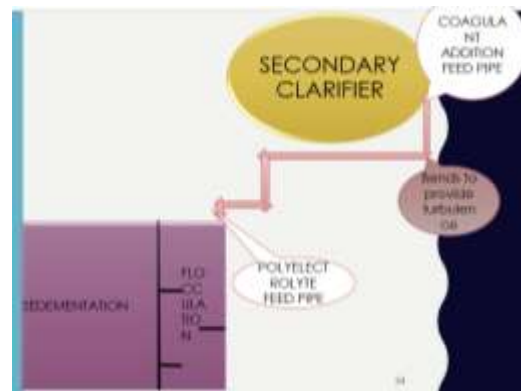 COAGULA
NT
ADDITION
FEED PIPE
SECONDARY
CLARIFIER
Bends to
provide
turbulen
ce
POLYELECT
ROLYTE
FEED PIPE
SEDEMENTATION
FLO
CC
ULA
TIO
N